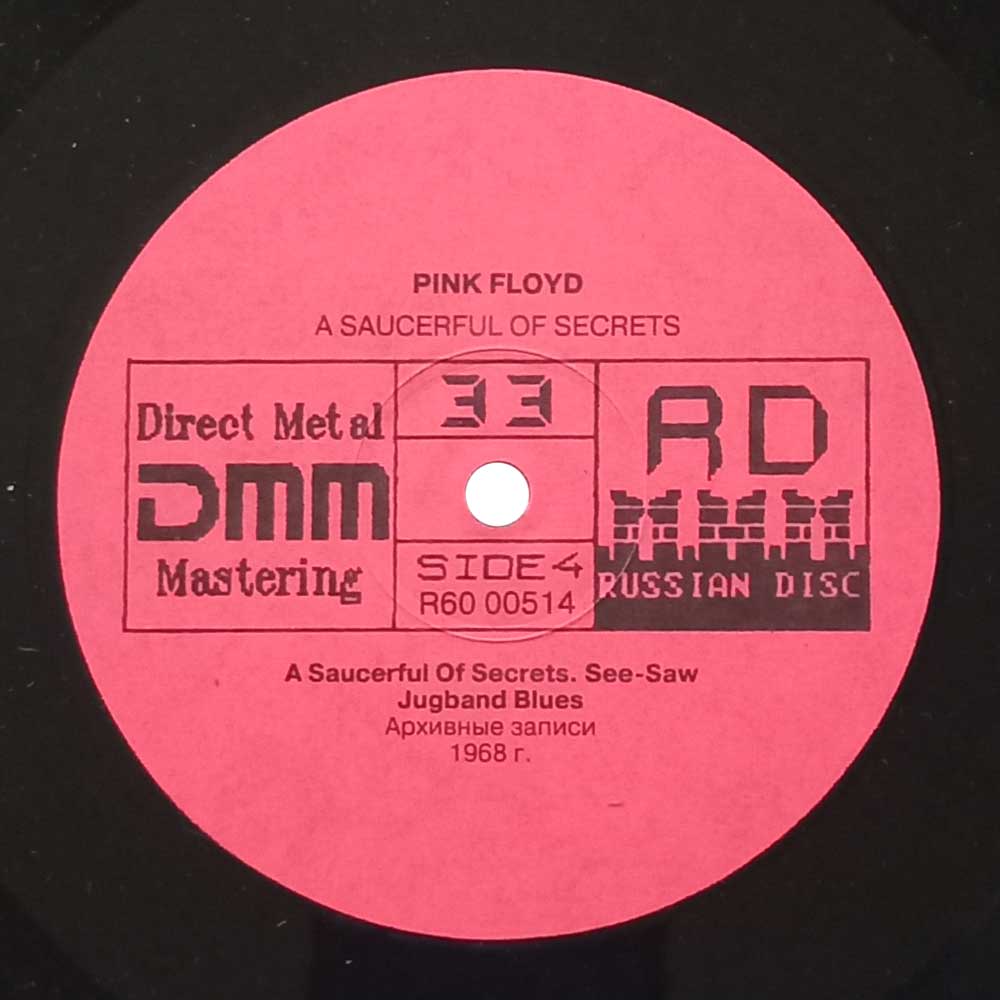 PINK FLOYD
A SAUCERFUL OF SECRETS
Direct Metal
DMM
Mastering
33
SIDE 4
R60 00514
RD
RUSSIAN DISC
A Saucerful Of Secrets. See-Saw
Jugband Blues
Архивные записи
1968 г.